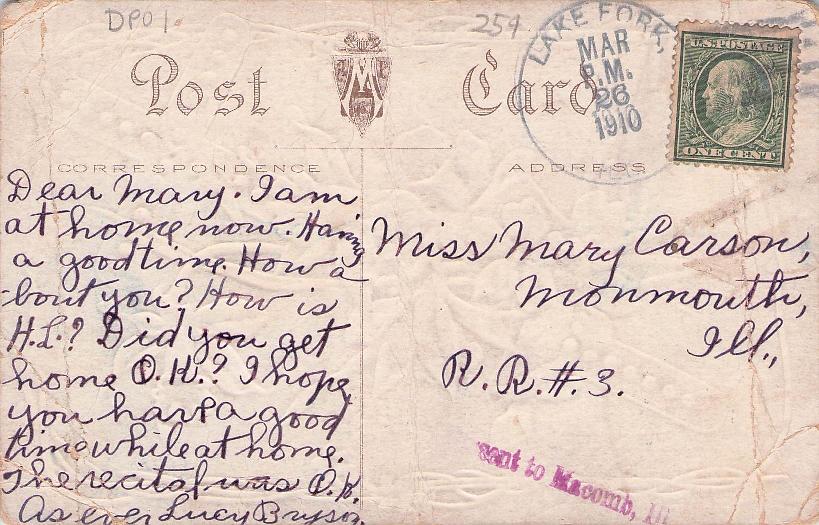 DPO1
25¢
LAKE FORK,
MAR
P.M.
26
1910
U.S. POSTAGE
ONE CENT
Post Card
CORRESPONDENCE
ADDRESS
Dear Mary. I am
at home now. Having
a good time. How a
-bout you? How is
H.L.? Did you get
home O.K.? I hope
you have a good
time while at home.
The recital was O.K.
As ever Lucy Bryson.
Miss Mary Carson,
Monmouth,
Ill.,
R.R.#.3.
sent to Macomb, Ill